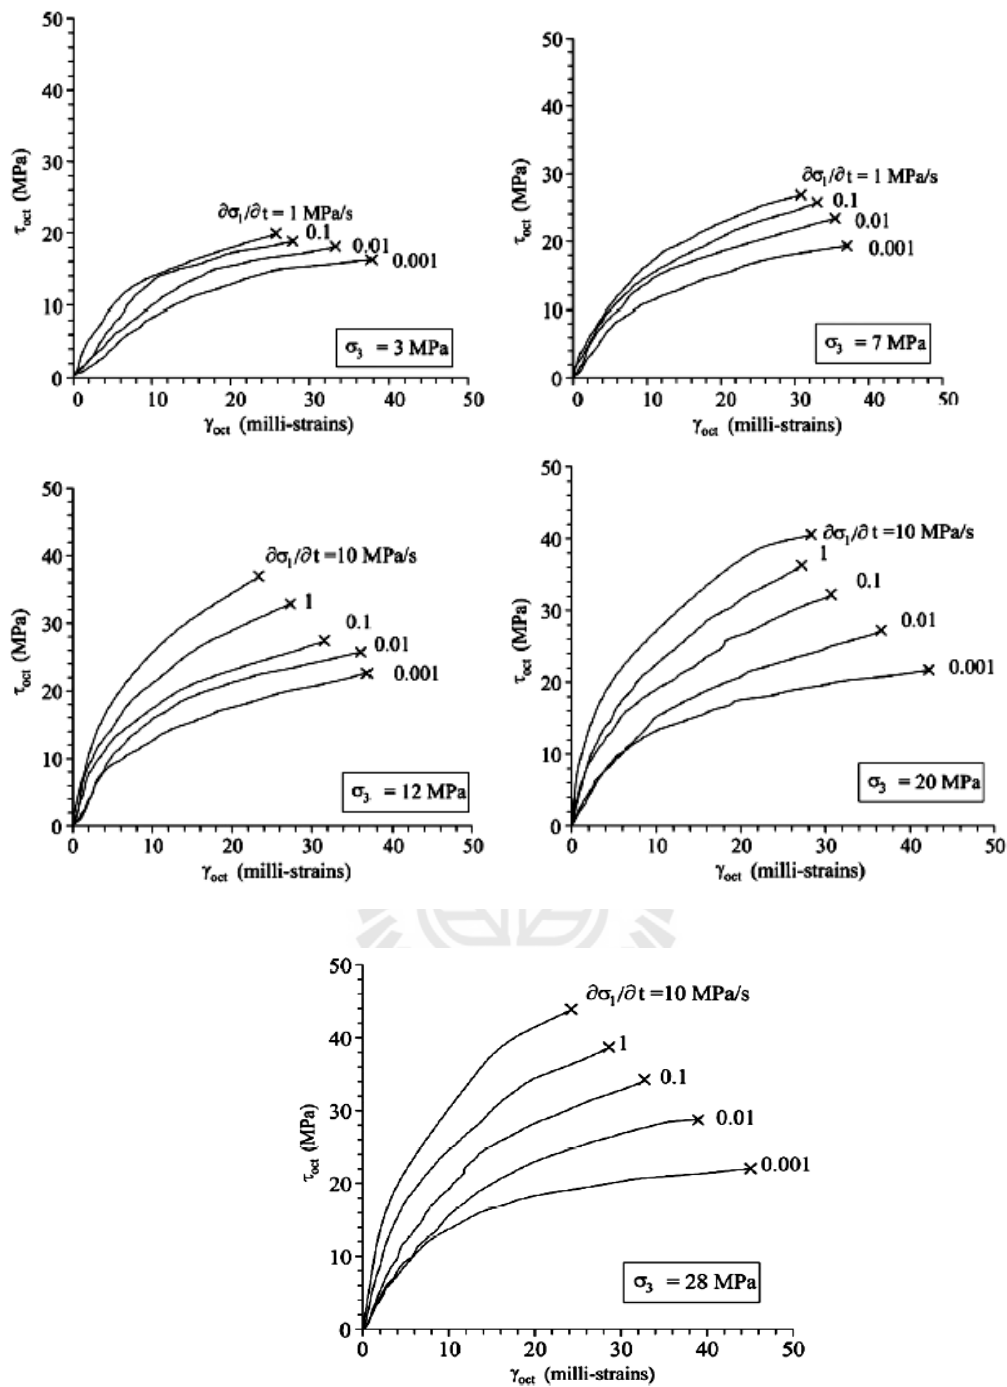 50
40
30
20
10
0
τoct (MPa)
∂σ1/∂t = 1 MPa/s
0.1
0.01
0.001
σ3 = 3 MPa
0 10 20 30 40 50
γoct (milli-strains)
50
40
30
20
10
0
τoct (MPa)
∂σ1/∂t = 1 MPa/s
0.1
0.01
0.001
σ3 = 7 MPa
0 10 20 30 40 50
γoct (milli-strains)
50
40
30
20
10
0
τoct (MPa)
∂σ1/∂t =10 MPa/s
1
0.1
0.01
0.001
σ3 = 12 MPa
0 10 20 30 40 50
γoct (milli-strains)
50
40
30
20
10
0
τoct (MPa)
∂σ1/∂t =10 MPa/s
1
0.1
0.01
0.001
σ3 = 20 MPa
0 10 20 30 40 50
γoct (milli-strains)
50
40
30
20
10
0
τoct (MPa)
∂σ1/∂t =10 MPa/s
1
0.1
0.01
0.001
σ3 = 28 MPa
0 10 20 30 40 50
γoct (milli-strains)